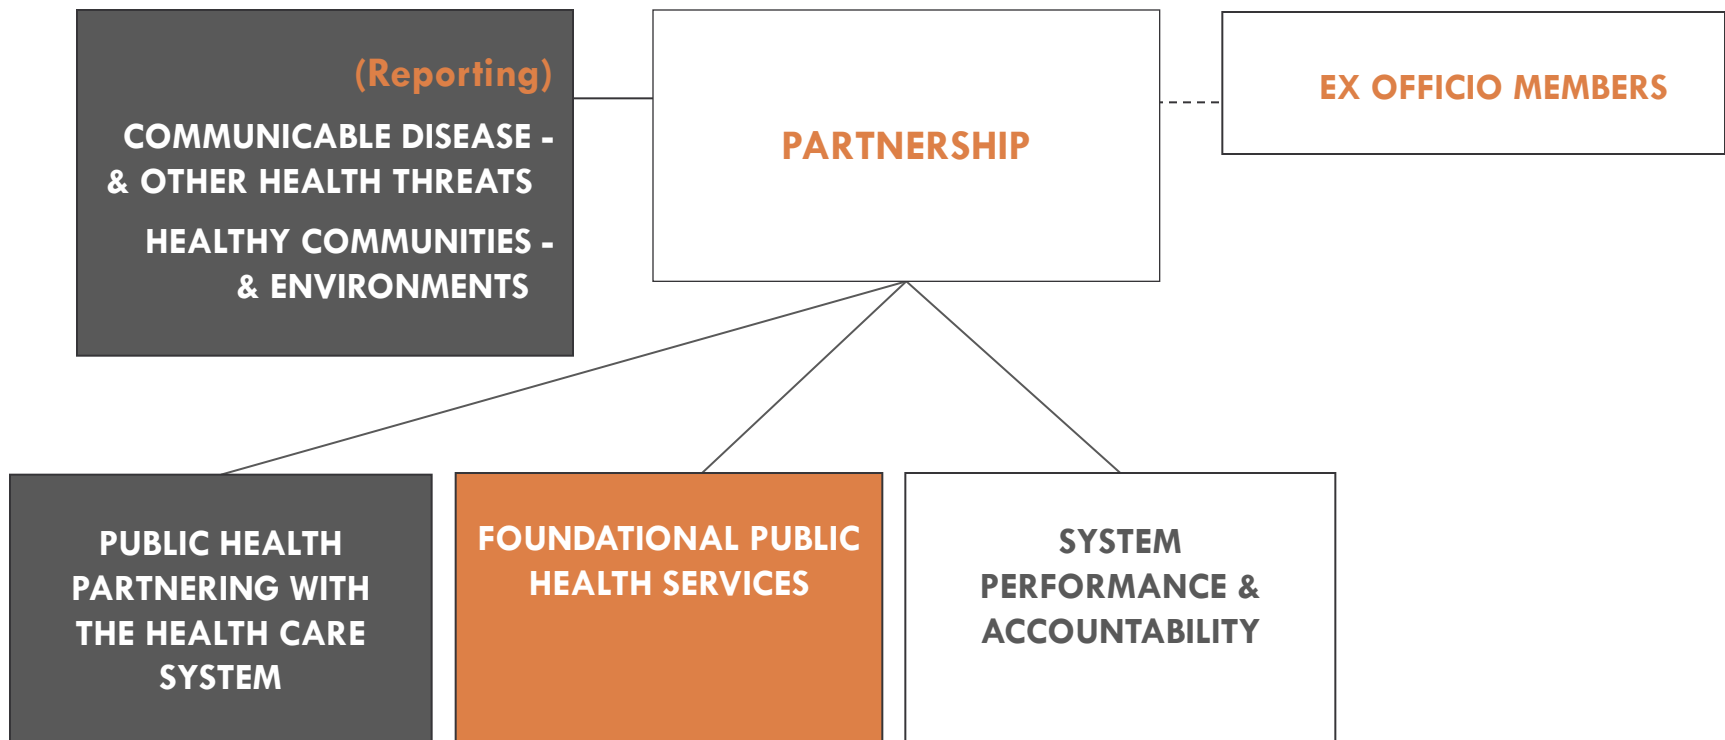 (Reporting)
COMMUNICABLE DISEASE -
& OTHER HEALTH THREATS
HEALTHY COMMUNITIES -
& ENVIRONMENTS
PARTNERSHIP
EX OFFICIO MEMBERS
PUBLIC HEALTH
PARTNERING WITH
THE HEALTH CARE
SYSTEM
FOUNDATIONAL PUBLIC
HEALTH SERVICES
SYSTEM
PERFORMANCE &
ACCOUNTABILITY